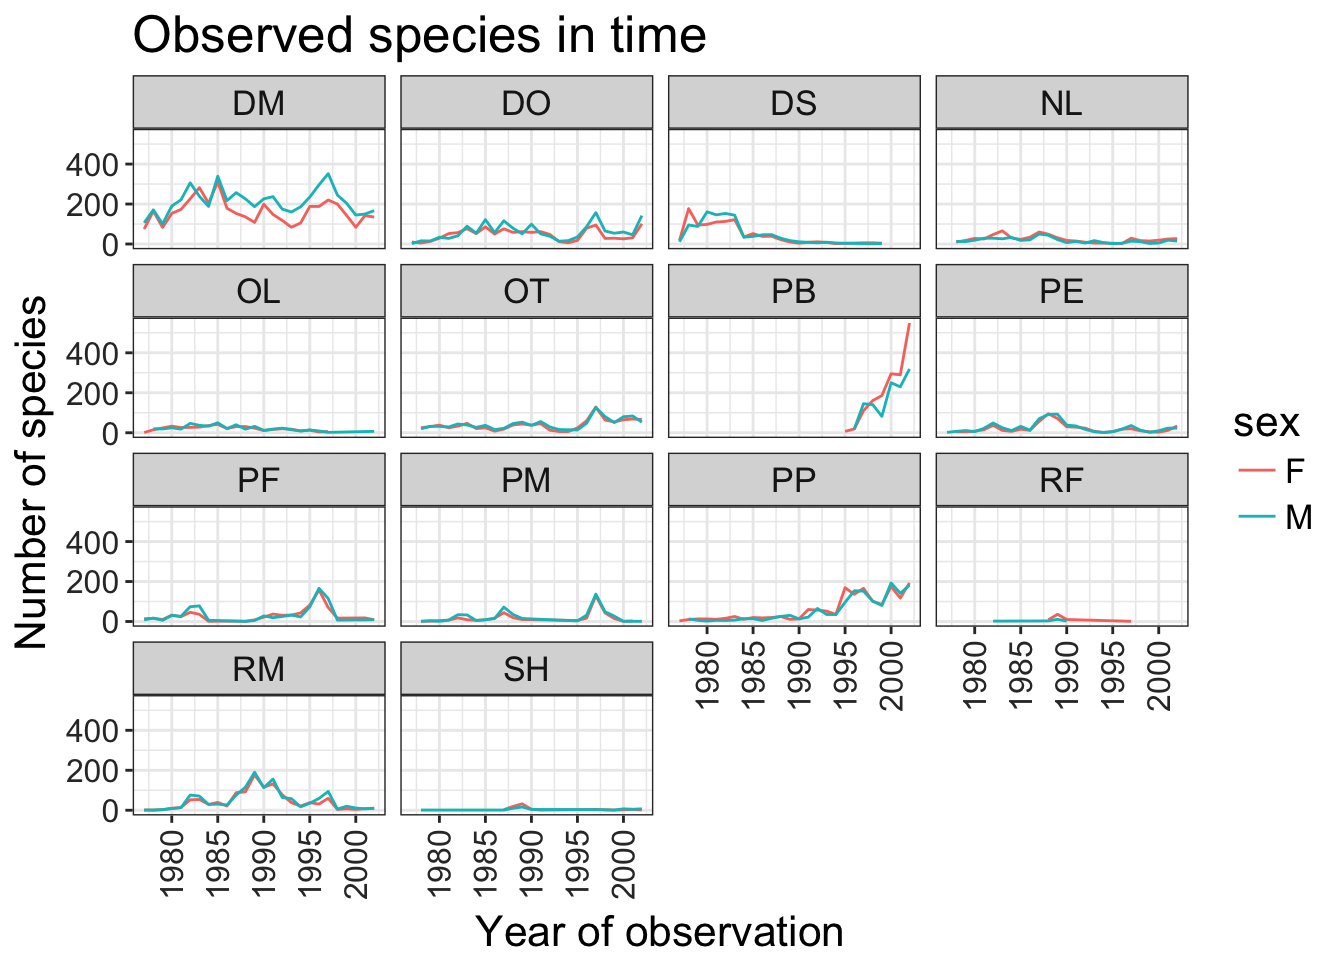 Observed species in time
DM DO DS NL
400
200
0
OL OT PB PE
400
200
0
PF PM PP RF
400
200
0
1980 1985 1990 1995 2000 1980 1985 1990 1995 2000
RM SH
400
200
0
1980 1985 1990 1995 2000 1980 1985 1990 1995 2000
Year of observation
Number of species
sex
F
M